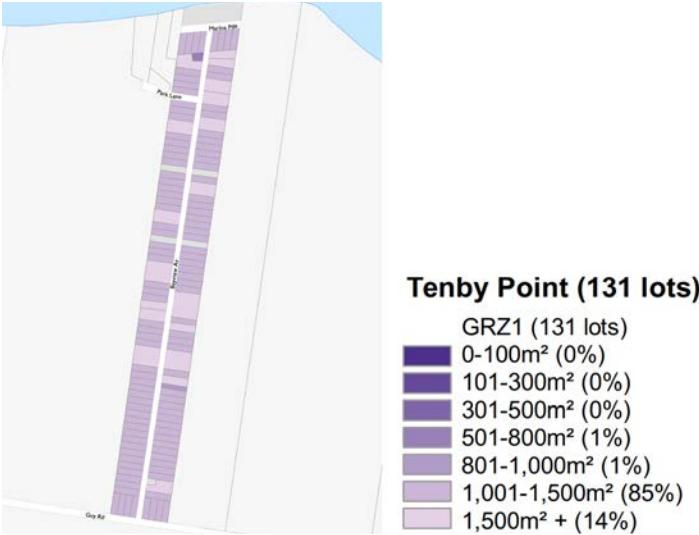 Marine Pde
Park Lane
Bayview Av
Guy Rd
Tenby Point (131 lots)
GRZ1 (131 lots)
0-100m² (0%)
101-300m² (0%)
301-500m² (0%)
501-800m² (1%)
801-1,000m² (1%)
1,001-1,500m² (85%)
1,500m² + (14%)